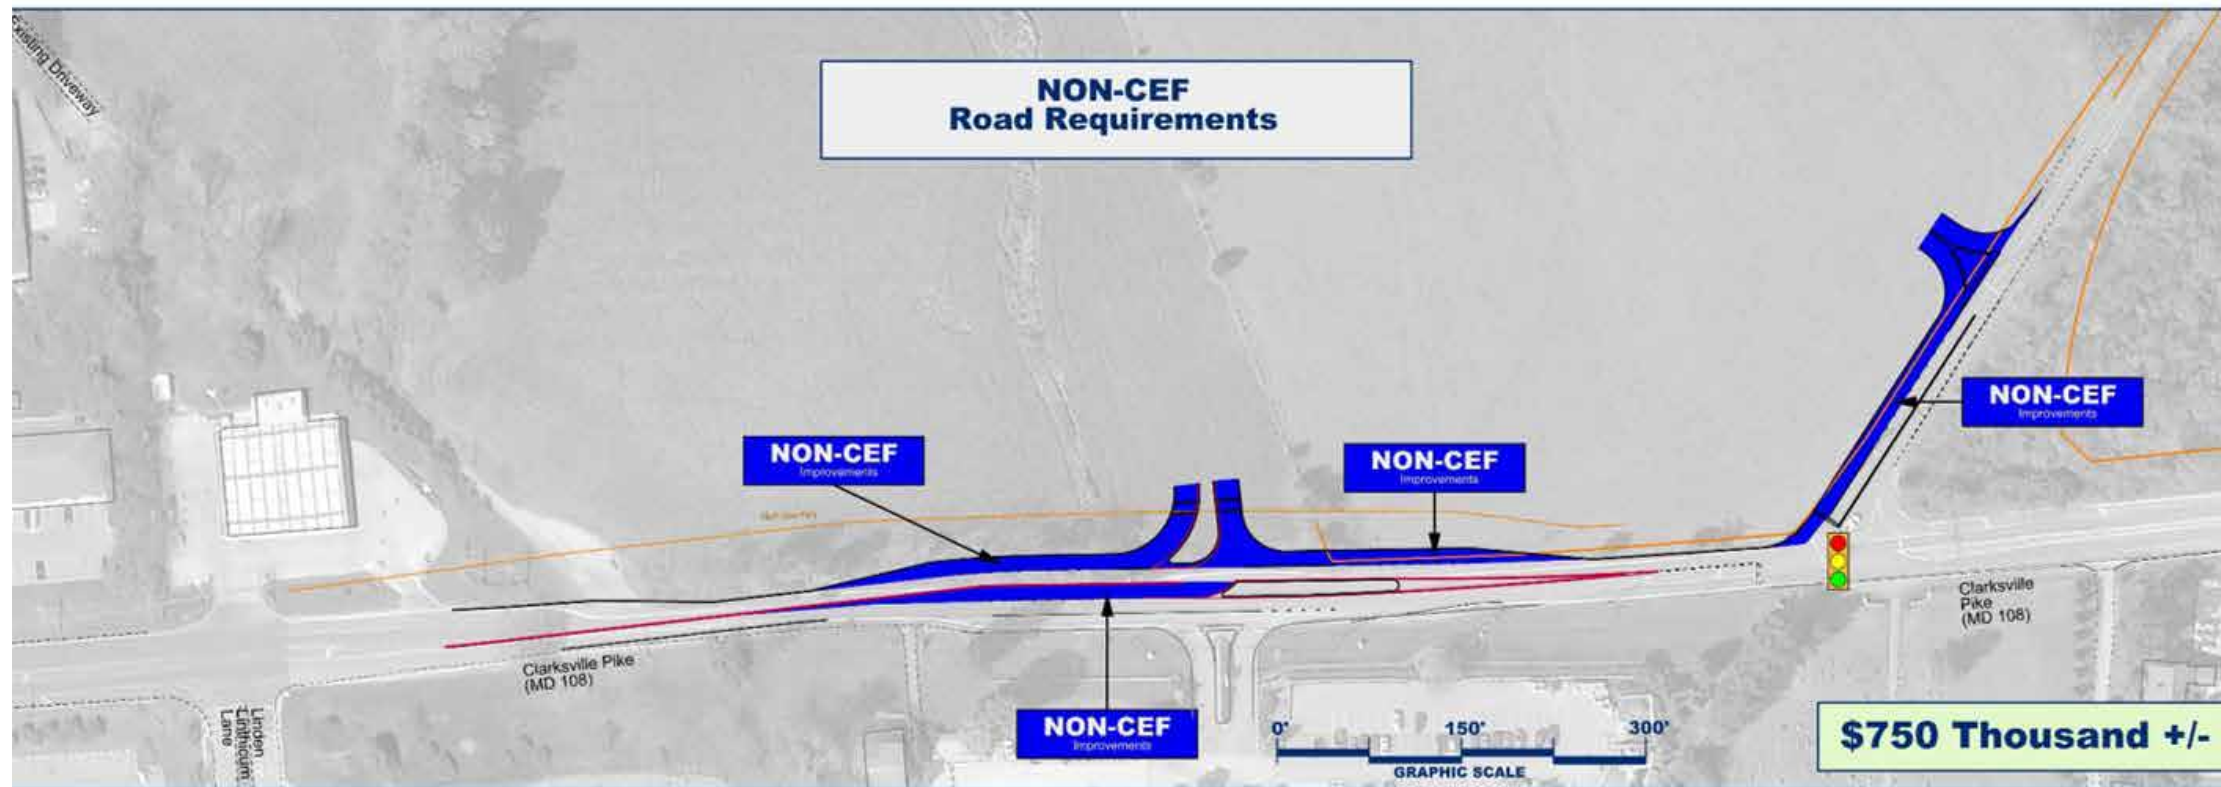 Existing Driveway
NON-CEF
Road Requirements
NON-CEF
Improvements
NON-CEF
Improvements
NON-CEF
Improvements
Clarksville
Pike
(MD 108)
Clarksville Pike
(MD 108)
Linden
Linthicum
Lane
NON-CEF
Improvements
0'
150'
300'
GRAPHIC SCALE
$750 Thousand +/-